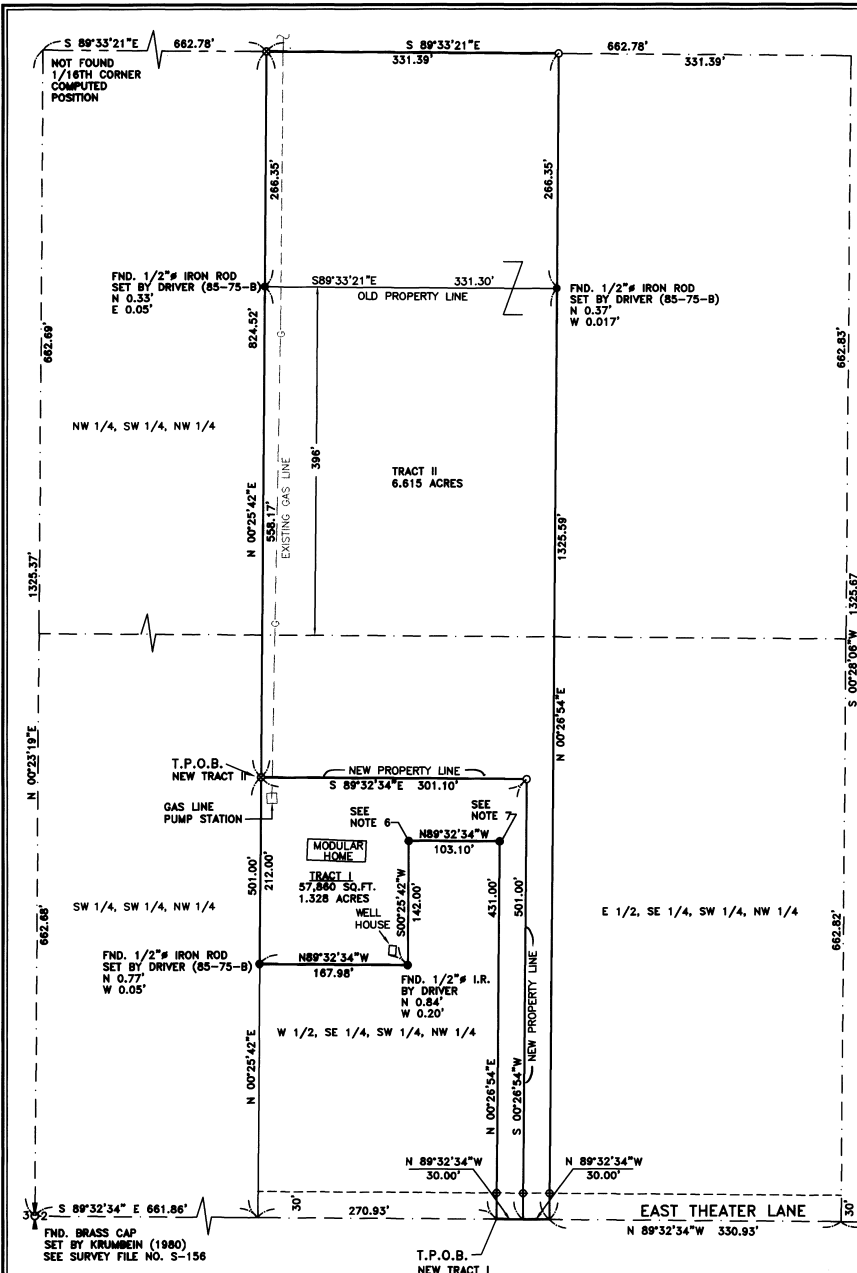 S 89°33'21"E 662.78'
S 89°33'21"E
331.39'
662.78'
331.39'
NOT FOUND
1/16TH CORNER
COMPUTED
POSITION
266.35'
266.35'
FND. 1/2"ø IRON ROD
SET BY DRIVER (85-75-B)
N 0.33'
E 0.05'
S89°33'21"E 331.30'
OLD PROPERTY LINE
FND. 1/2"ø IRON ROD
SET BY DRIVER (85-75-B)
N 0.37'
W 0.017'
662.69'
824.52'
G
662.83'
NW 1/4, SW 1/4, NW 1/4
396'
TRACT II
6.615 ACRES
N 00°25'42"E
558.17'
EXISTING GAS LINE
1325.59'
1325.37'
G
S 00°28'06"W 1325.67'
N 00°23'19"E
N 00°26'54"E
T.P.O.B.
NEW TRACT II
NEW PROPERTY LINE
S 89°32'34"E 301.10'
GAS LINE
PUMP STATION
SEE
NOTE 6
SEE
NOTE 7
N89°32'34"W
103.10'
MODULAR
HOME
TRACT I
57,860 SQ.FT.
1.328 ACRES
501.00'
212.00'
S00°25'42"W
142.00'
431.00'
501.00'
WELL
HOUSE
SW 1/4, SW 1/4, NW 1/4
E 1/2, SE 1/4, SW 1/4, NW 1/4
662.68'
662.82'
FND. 1/2"ø IRON ROD
SET BY DRIVER (85-75-B)
N 0.77'
W 0.05'
N89°32'34"W
167.98'
FND. 1/2"ø I.R.
BY DRIVER
N 0.84'
W 0.20'
NEW PROPERTY LINE
W 1/2, SE 1/4, SW 1/4, NW 1/4
N 00°25'42"E
N 00°26'54"E
S 00°26'54"W
N 89°32'34"W
30.00'
N 89°32'34"W
30.00'
3 2
S 89°32'34" E 661.86'
30'
270.93'
EAST THEATER LANE
N 89°32'34"W 330.93'
30'
FND. BRASS CAP
SET BY KRUMBEIN (1980)
SEE SURVEY FILE NO. S-156
T.P.O.B.
NEW TRACT I